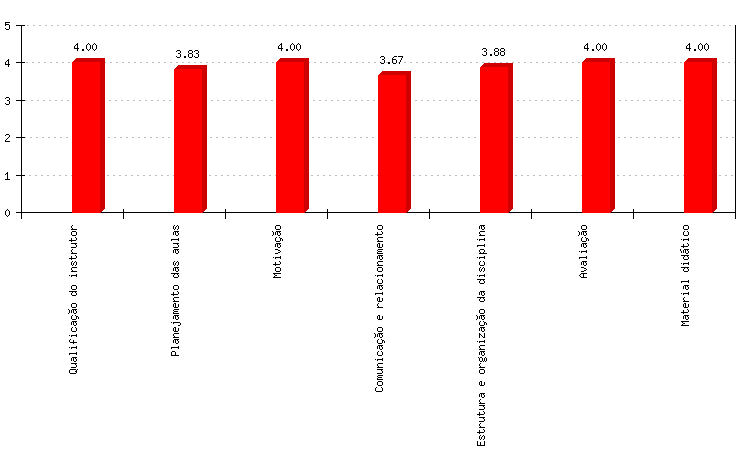 5
4
3
2
1
0
4.00
3.83
4.00
3.67
3.88
4.00
4.00
Qualificação do instrutor
Planejamento das aulas
Motivação
Comunicação e relacionamento
Estrutura e organização da disciplina
Avaliação
Material didático